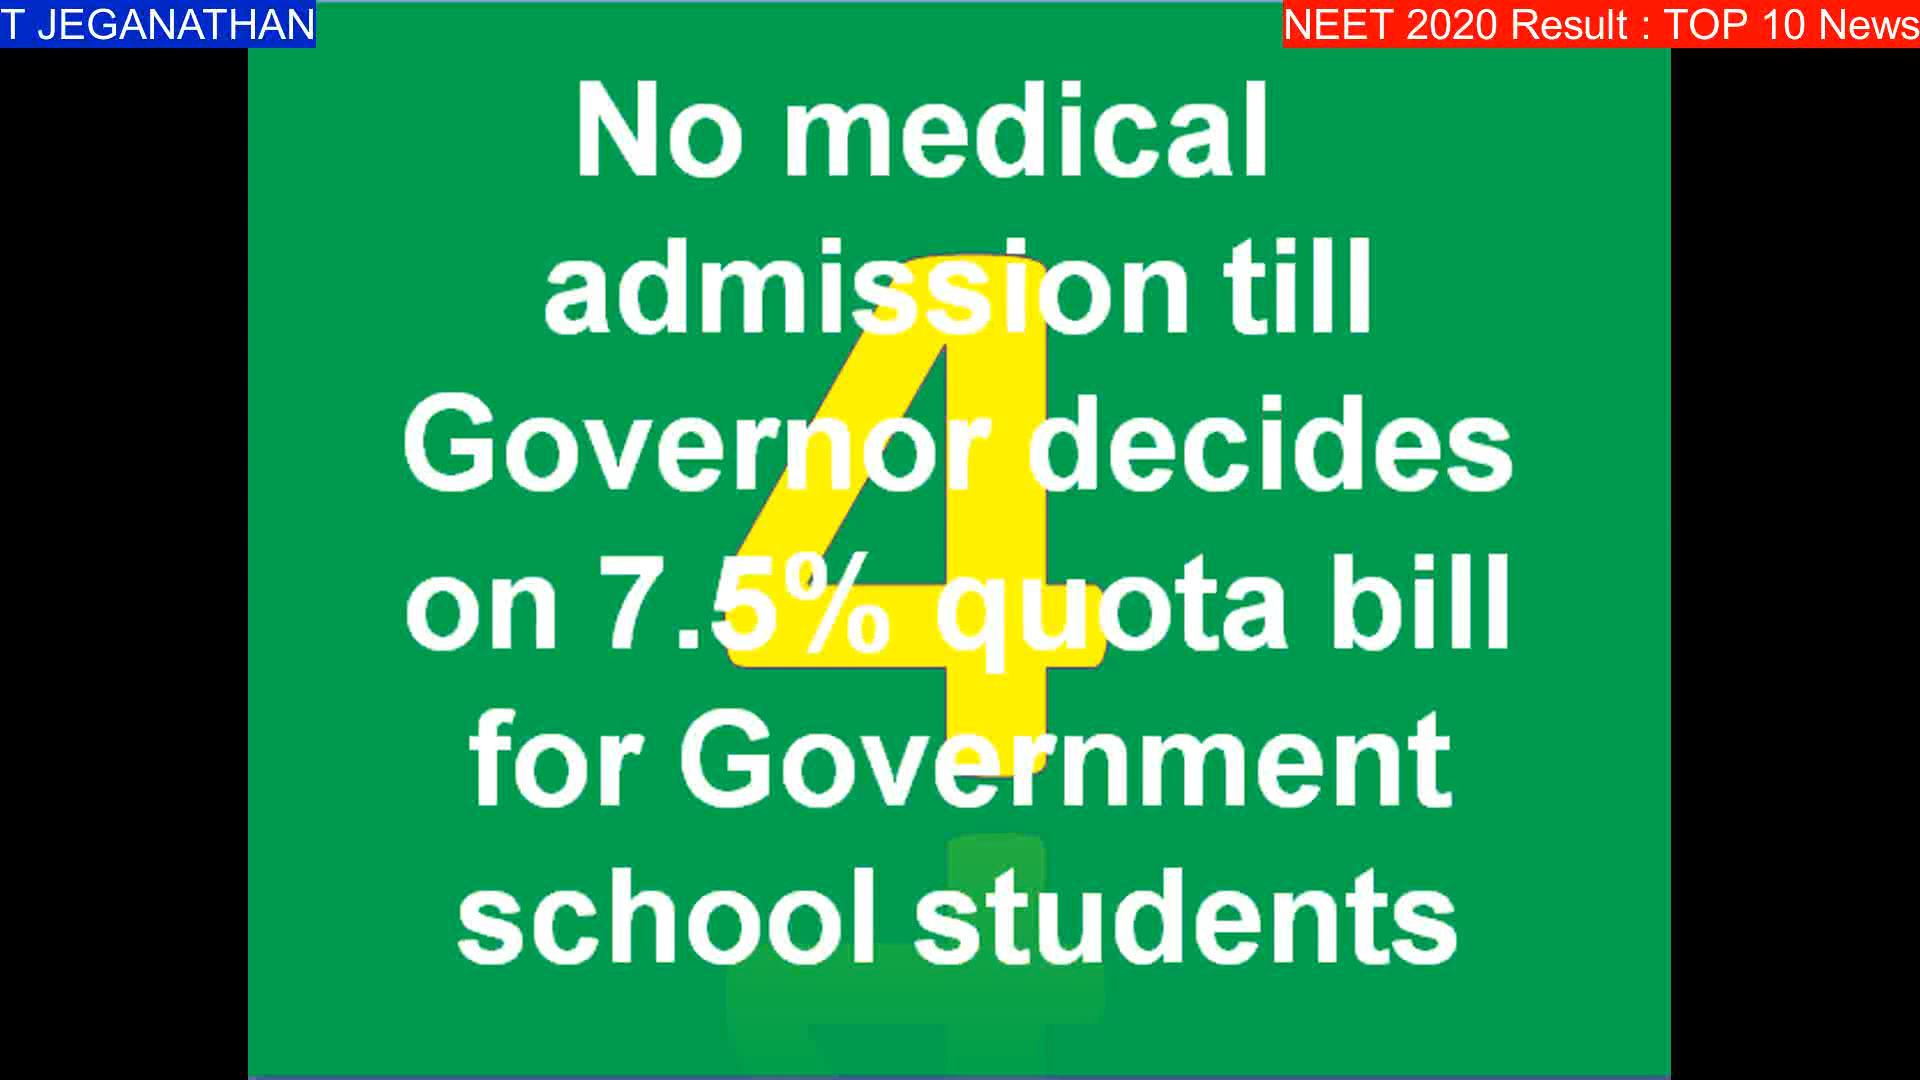 T JEGANATHAN
NEET 2020 Result : TOP 10 News
4
No medical
admission till
Governor decides
on 7.5% quota bill
for Government
school students